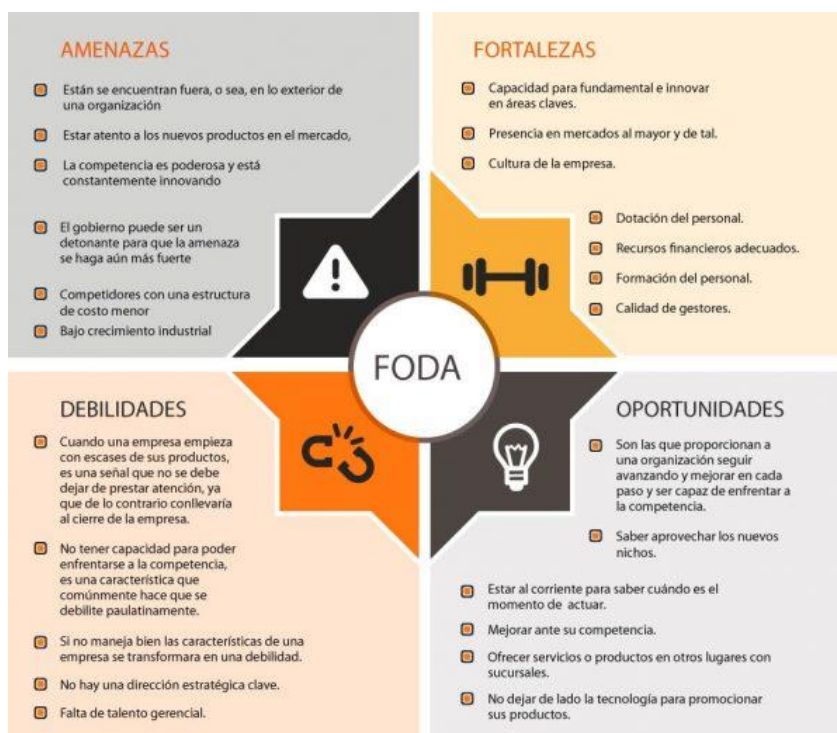 AMENAZAS
Están se encuentran fuera, o sea, en lo exterior de
una organización
Estar atento a los nuevos productos en el mercado,
La competencia es poderosa y está
constantemente innovando
El gobierno puede ser un
detonante para que la amenaza
se haga aún más fuerte
Competidores con una estructura
de costo menor
Bajo crecimiento industrial
FORTALEZAS
Capacidad para fundamental e innovar
en áreas claves.
Presencia en mercados al mayor y de tal.
Cultura de la empresa.
Dotación del personal.
Recursos financieros adecuados.
Formación del personal.
Calidad de gestores.
FODA
DEBILIDADES
Cuando una empresa empieza
con escases de sus productos,
es una señal que no se debe
dejar de prestar atención, ya
que de lo contrario conllevaría
al cierre de la empresa.
No tener capacidad para poder
enfrentarse a la competencia,
es una característica que
comúnmente hace que se
debilite paulatinamente.
Si no maneja bien las características de una
empresa se transformara en una debilidad.
No hay una dirección estratégica clave.
Falta de talento gerencial.
OPORTUNIDADES
Son las que proporcionan a
una organización seguir
avanzando y mejorar en cada
paso y ser capaz de enfrentar a
la competencia.
Saber aprovechar los nuevos
nichos.
Estar al corriente para saber cuándo es el
momento de actuar.
Mejorar ante su competencia.
Ofrecer servicios o productos en otros lugares con
sucursales.
No dejar de lado la tecnología para promocionar
sus productos.